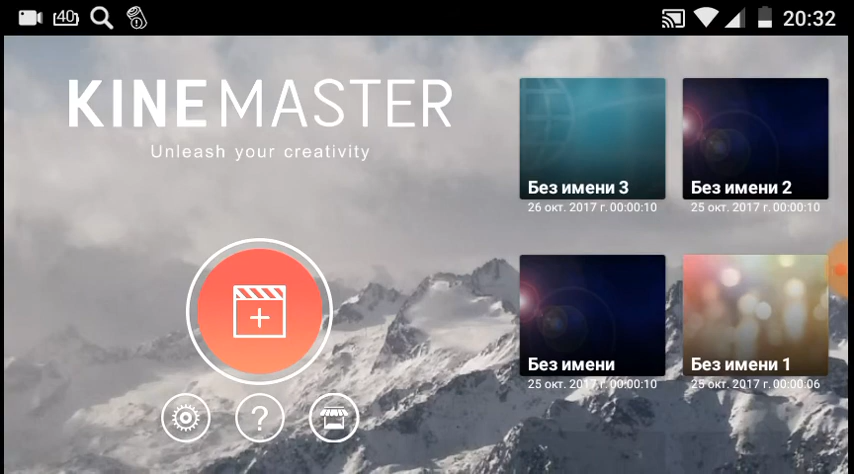 40
20:32
KINEMASTER
Unleash your creativity
Без имени 3
26 окт. 2017 г. 00:00:10
Без имени 2
25 окт. 2017 г. 00:00:10
Без имени
25 окт. 2017 г. 00:00:10
Без имени 1
25 окт. 2017 г. 00:00:06
?